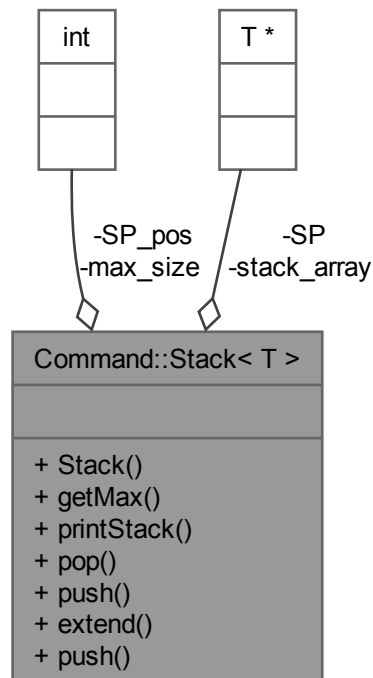 int
T *
-SP_pos
-max_size
-SP
-stack_array
Command::Stack< T >
+ Stack()
+ getMax()
+ printStack()
+ pop()
+ push()
+ extend()
+ push()